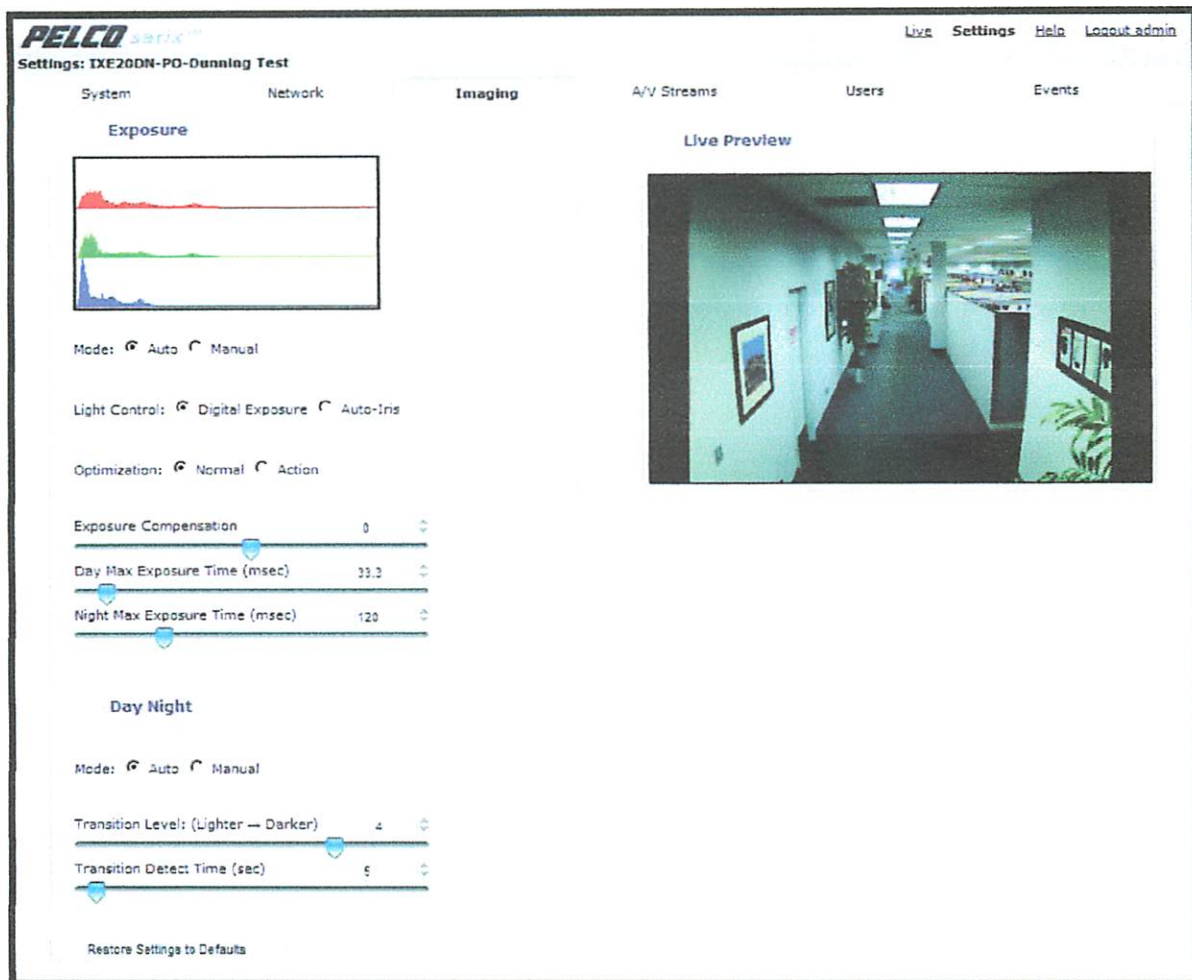 PELCO sarix™
Live Settings Help Logout admin
Settings: IXE20DN-PO-Dunning Test
System Network Imaging A/V Streams Users Events
Exposure
Live Preview
Mode: Auto Manual
Light Control: Digital Exposure Auto-Iris
Optimization: Normal Action
Exposure Compensation 0
Day Max Exposure Time (msec) 33.3
Night Max Exposure Time (msec) 120
Day Night
Mode: Auto Manual
Transition Level: (Lighter — Darker) 4
Transition Detect Time (sec) 5
Restore Settings to Defaults